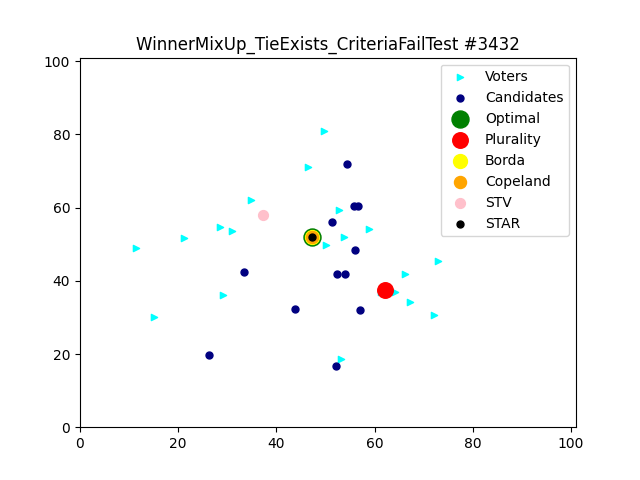 WinnerMixUp_TieExists_CriteriaFailTest #3432
100
80
60
40
20
0
0 20 40 60 80 100
Voters
Candidates
Optimal
Plurality
Borda
Copeland
STV
STAR